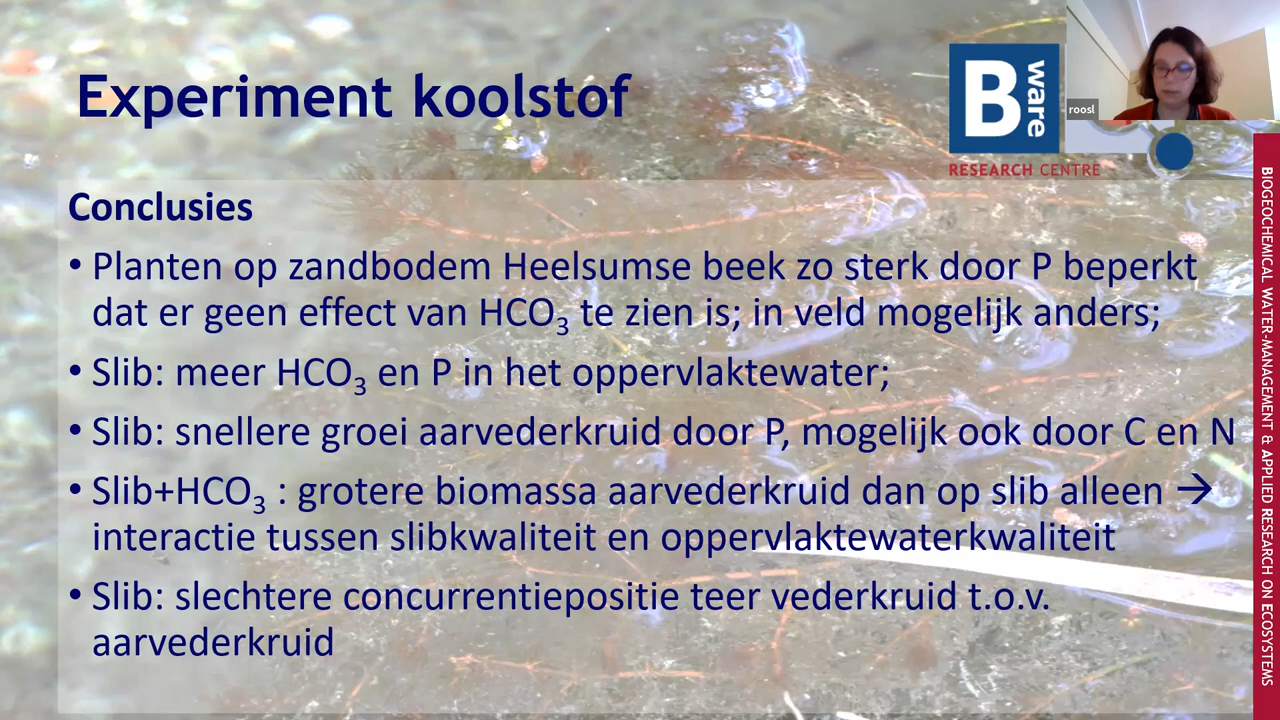 Experiment koolstof
B ware
RESEARCH CENTRE
roosl
Conclusies
• Planten op zandbodem Heelsumse beek zo sterk door P beperkt
dat er geen effect van HCO₃ te zien is; in veld mogelijk anders;
• Slib: meer HCO₃ en P in het oppervlaktewater;
• Slib: snellere groei aarvederkruid door P, mogelijk ook door C en N
• Slib+HCO₃ : grotere biomassa aarvederkruid dan op slib alleen →
interactie tussen slibkwaliteit en oppervlaktewaterkwaliteit
• Slib: slechtere concurrentiepositie teer vederkruid t.o.v.
aarvederkruid
BIOGEOCHEMICAL WATER-MANAGEMENT & APPLIED RESEARCH ON ECOSYSTEMS